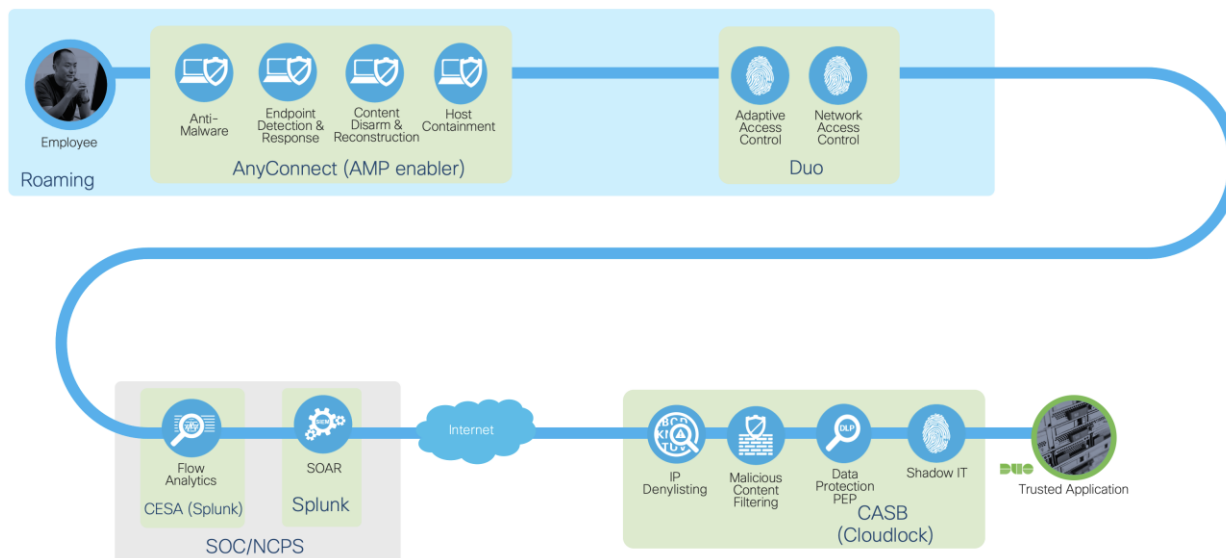 Employee
Roaming
Anti-
Malware
Endpoint
Detection &
Response
Content
Disarm &
Reconstruction
Host
Containment
AnyConnect (AMP enabler)
Adaptive
Access
Control
Network
Access
Control
Duo
Flow
Analytics
CESA (Splunk)
SIEM
SOAR
Splunk
SOC/NCPS
Internet
IP
Denylisting
Malicious
Content
Filtering
DLP
Data
Protection
PEP
Shadow IT
CASB
(Cloudlock)
DUO
Trusted Application